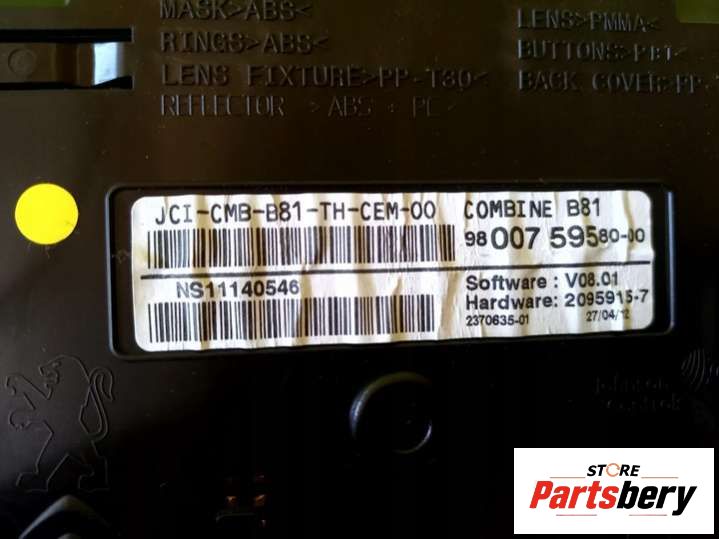 MASK>ABS<
RINGS>ABS<
LENS FIXTURE>PP-T30<
REFLECTOR >ABS + PC<
LENS>PMMA<
BUTTONS>PBT<
BACK COVER>PP-
JCI-CMB-B81-TH-CEM-00
NS11140546
COMBINE B81
98 007 595 80-00
Software : V08.01
Hardware: 2095915-7
2370635-01 27/04/12
Johnson
Controls
STORE
Partsbery